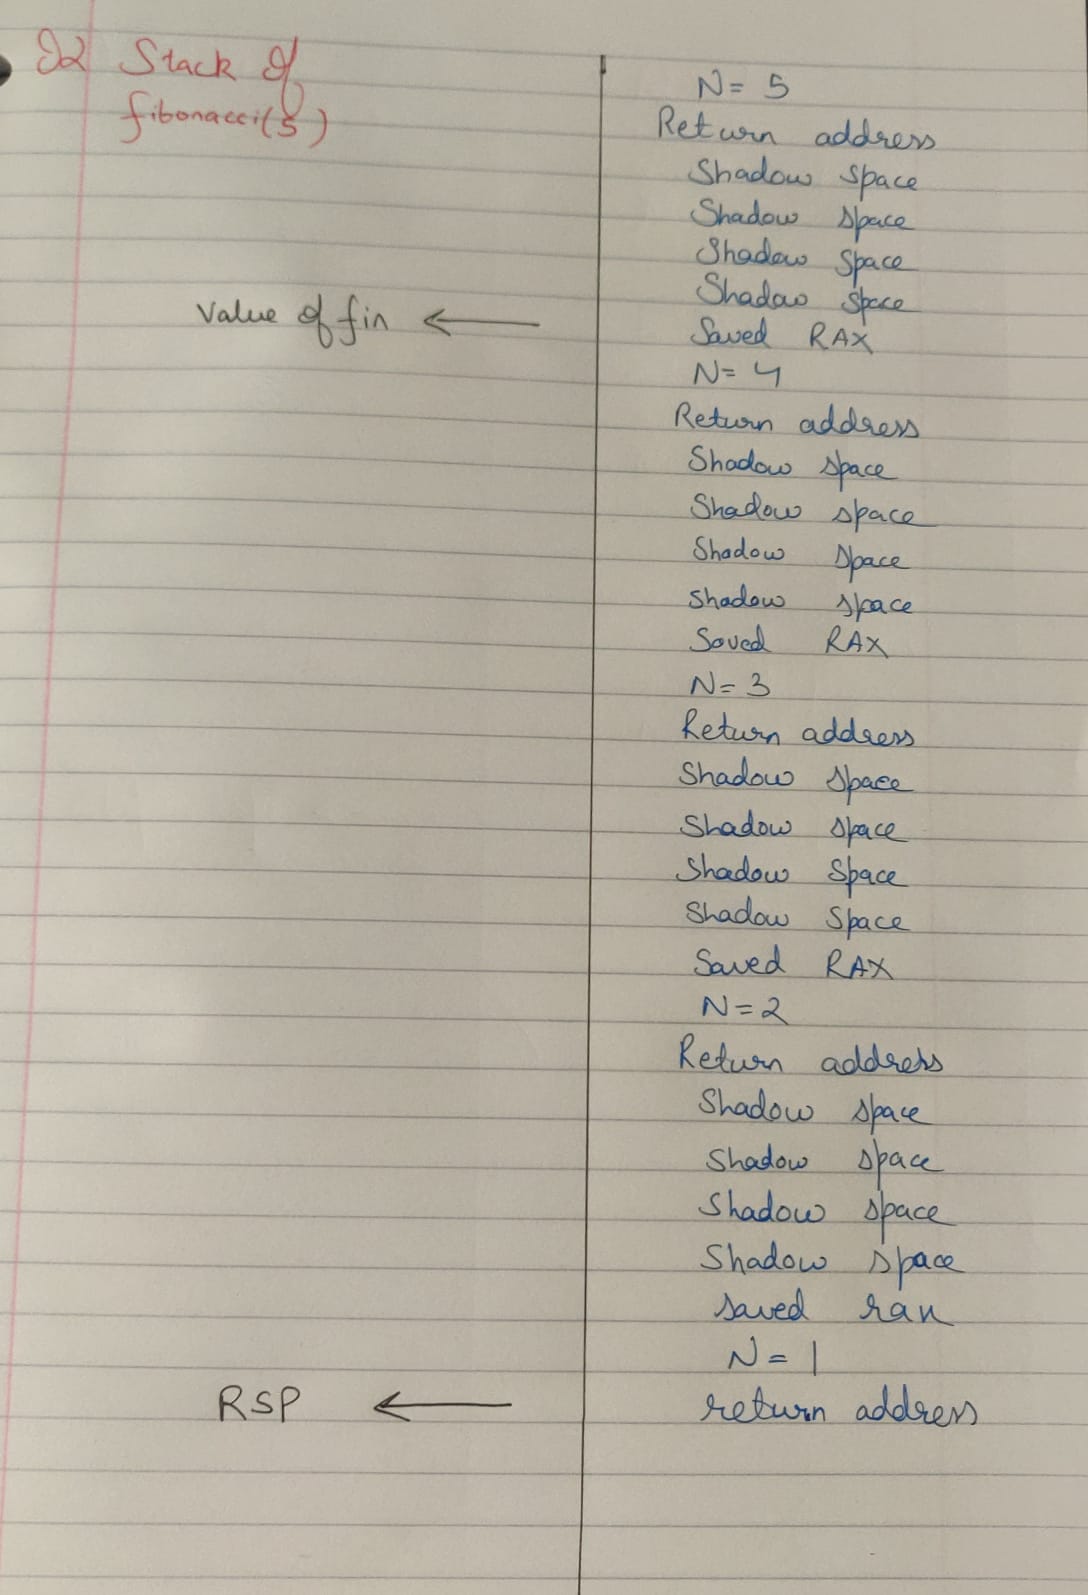 Q2 Stack of
fibonacci(5)
N= 5
Return address
Shadow Space
Shadow Space
Shadow Space
Shadow Space
Value of fin ←
Saved RAX
N= 4
Return address
Shadow Space
Shadow space
Shadow Space
Shadow space
Saved RAX
N= 3
Return address
Shadow Space
Shadow Space
Shadow Space
Shadow Space
Saved RAX
N=2
Return address
Shadow Space
Shadow space
Shadow space
Shadow space
saved rax
N= 1
RSP ← return address